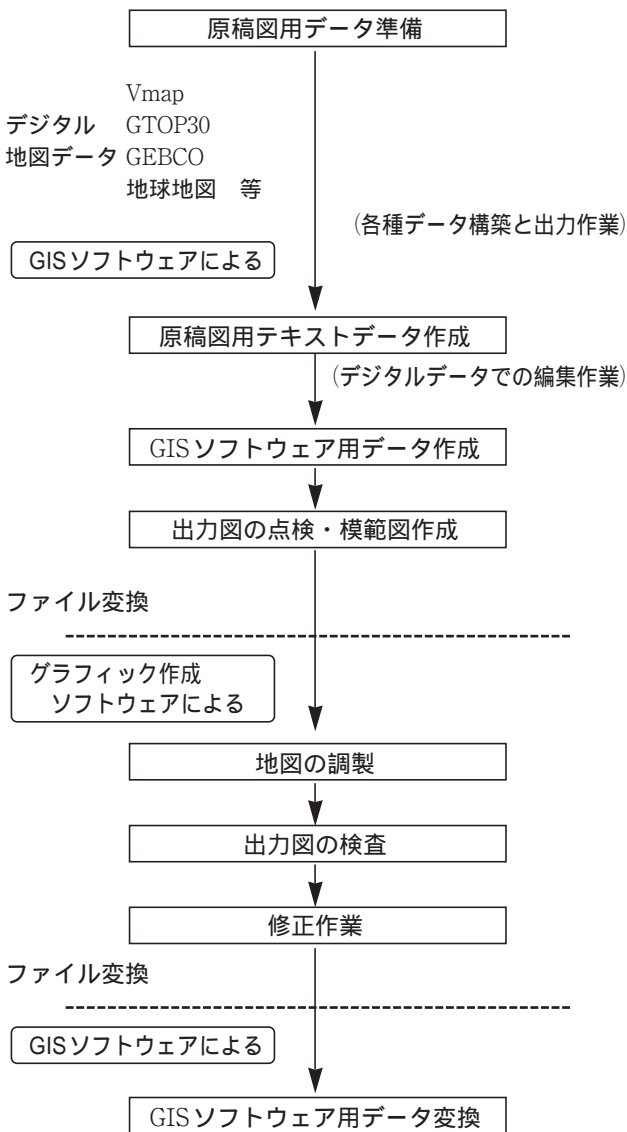 原稿図用データ準備
Vmap
デジタル GTOP30
地図データ GEBCO
地球地図 等
(各種データ構築と出力作業)
GISソフトウェアによる
原稿図用テキストデータ作成
(デジタルデータでの編集作業)
GISソフトウェア用データ作成
出力図の点検・模範図作成
ファイル変換
グラフィック作成
ソフトウェアによる
地図の調製
出力図の検査
修正作業
ファイル変換
GISソフトウェアによる
GISソフトウェア用データ変換